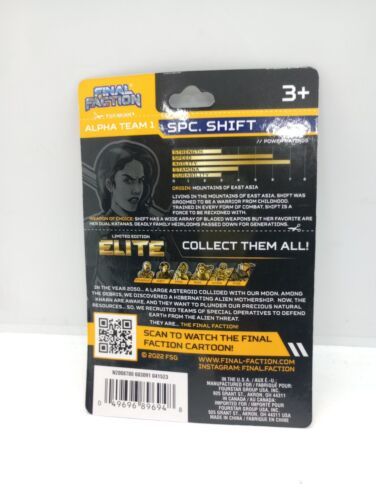 FINAL FACTION
3+
ALPHA TEAM 1
SPC. SHIFT
// POWER RATINGS
STRENGTH
SPEED
AGILITY
STAMINA
DURABILITY
ORIGIN: MOUNTAINS OF EAST ASIA
LIVING IN THE MOUNTAINS OF EAST ASIA. SHIFT WAS
GROOMED TO BE A WARRIOR FROM CHILDHOOD.
TRAINED IN EVERY FORM OF COMBAT, SHIFT IS A
FORCE TO BE RECKONED WITH.
WEAPON OF CHOICE: SHIFT HAS A WIDE ARRAY OF BLADED WEAPONS BUT HER FAVORITE ARE
HER DUAL KATANAS. DEADLY FAMILY HEIRLOOMS PASSED DOWN FOR GENERATIONS.
LIMITED EDITION
ELITE
COLLECT THEM ALL!
IN THE YEAR 2050... A LARGE ASTEROID COLLIDED WITH OUR MOON. AMONG
THE DEBRIS, WE DISCOVERED A HIBERNATING ALIEN MOTHERSHIP. NOW, THE
KHARN ARE AWAKE, AND THEY WANT TO PLUNDER OUR PRECIOUS NATURAL
RESOURCES... SO, WE RECRUITED TEAMS OF SPECIAL OPERATIVES TO DEFEND
EARTH FROM THE ALIEN THREAT.
THEY ARE... THE FINAL FACTION!
SCAN TO WATCH THE FINAL
FACTION CARTOON!
© 2022 FSG
WWW.FINAL-FACTION.COM
INSTAGRAM: FINAL-FACTION
IN THE U.S.A. / AUX É.-U.:
MANUFACTURED FOR / FABRIQUÉ POUR:
FOURSTAR GROUP USA, INC.
505 GRANT ST., AKRON, OH 44311
IN CANADA / AU CANADA:
IMPORTED FOR / IMPORTÉ POUR:
FOURSTAR GROUP USA, INC.
505 GRANT ST., AKRON, OH 44311 USA
MADE IN CHINA
FABRIQUÉ EN CHINE
0 49696 89694 8